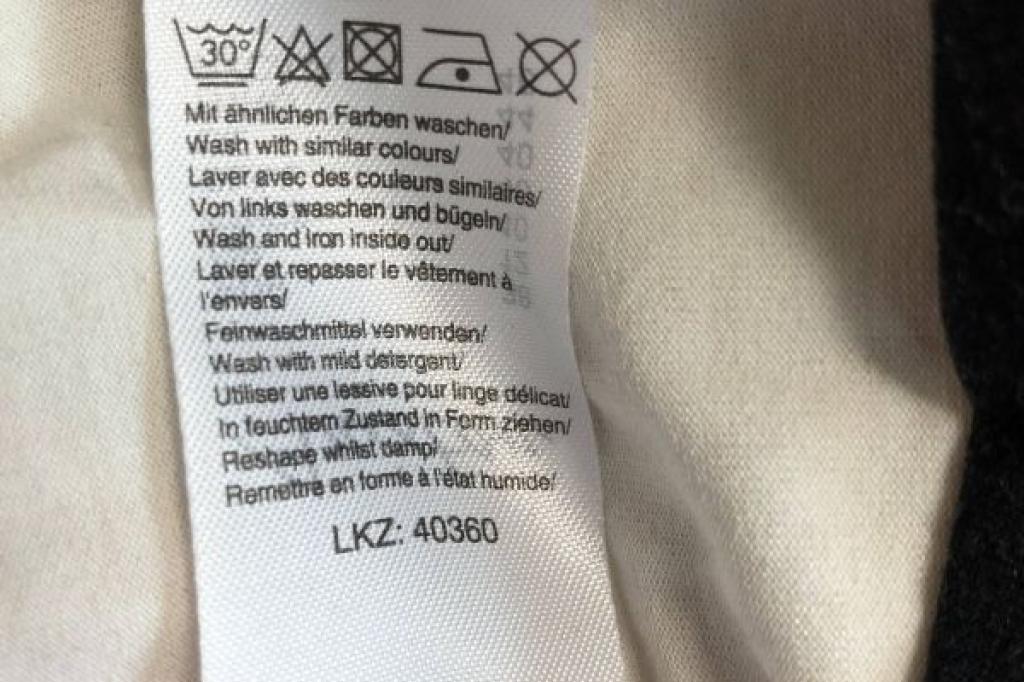 30°
Mit ähnlichen Farben waschen/
Wash with similar colours/
Laver avec des couleurs similaires/
Von links waschen und bügeln/
Wash and Iron inside out/
Laver et repasser le vêtement à
l'envers/
Feinwaschmittel verwenden/
Wash with mild detergent/
Utiliser une lessive pour linge délicat/
In feuchtem Zustand in Form ziehen/
Reshape whilst damp/
Remettre en forme à l'état humide/
LKZ: 40360